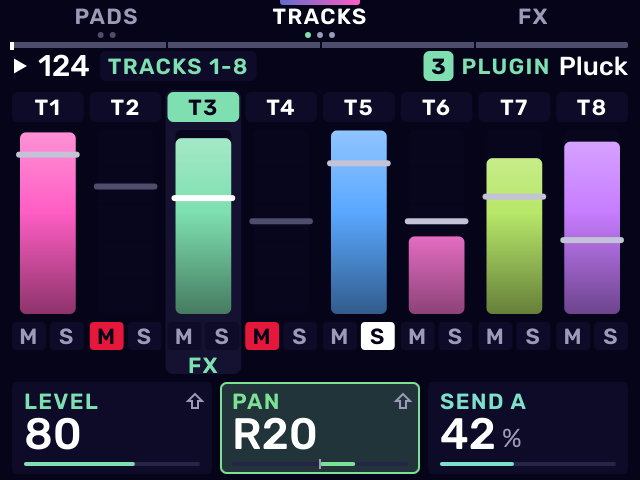 PADS TRACKS FX
124 TRACKS 1-8 3 PLUGIN Pluck
T1 T2 T3 T4 T5 T6 T7 T8
M S M S M S M S M S M S M S M S
FX
LEVEL PAN SEND A
80 R20 42 %